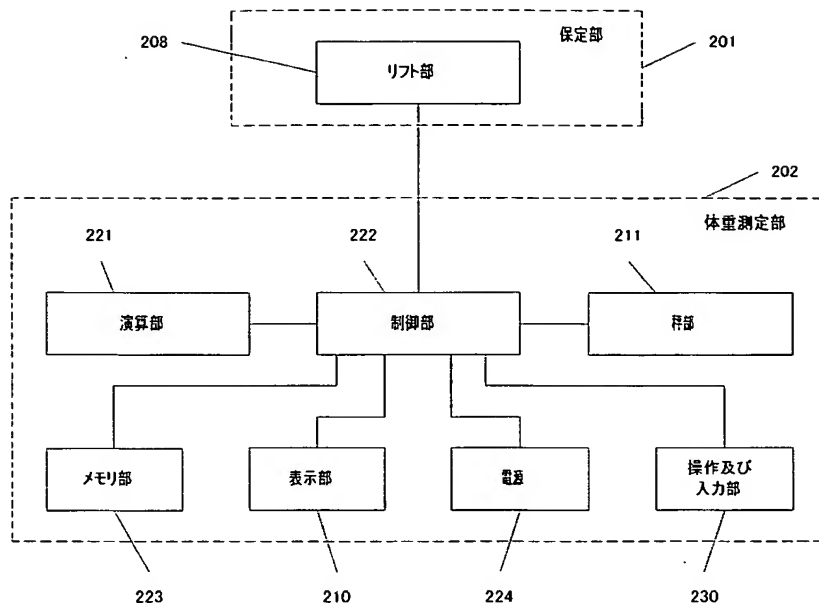 208
保定部
201
リフト部
202
体重測定部
221
222
211
演算部
制御部
秤部
メモリ部
表示部
電源
操作及び
入力部
223
210
224
230